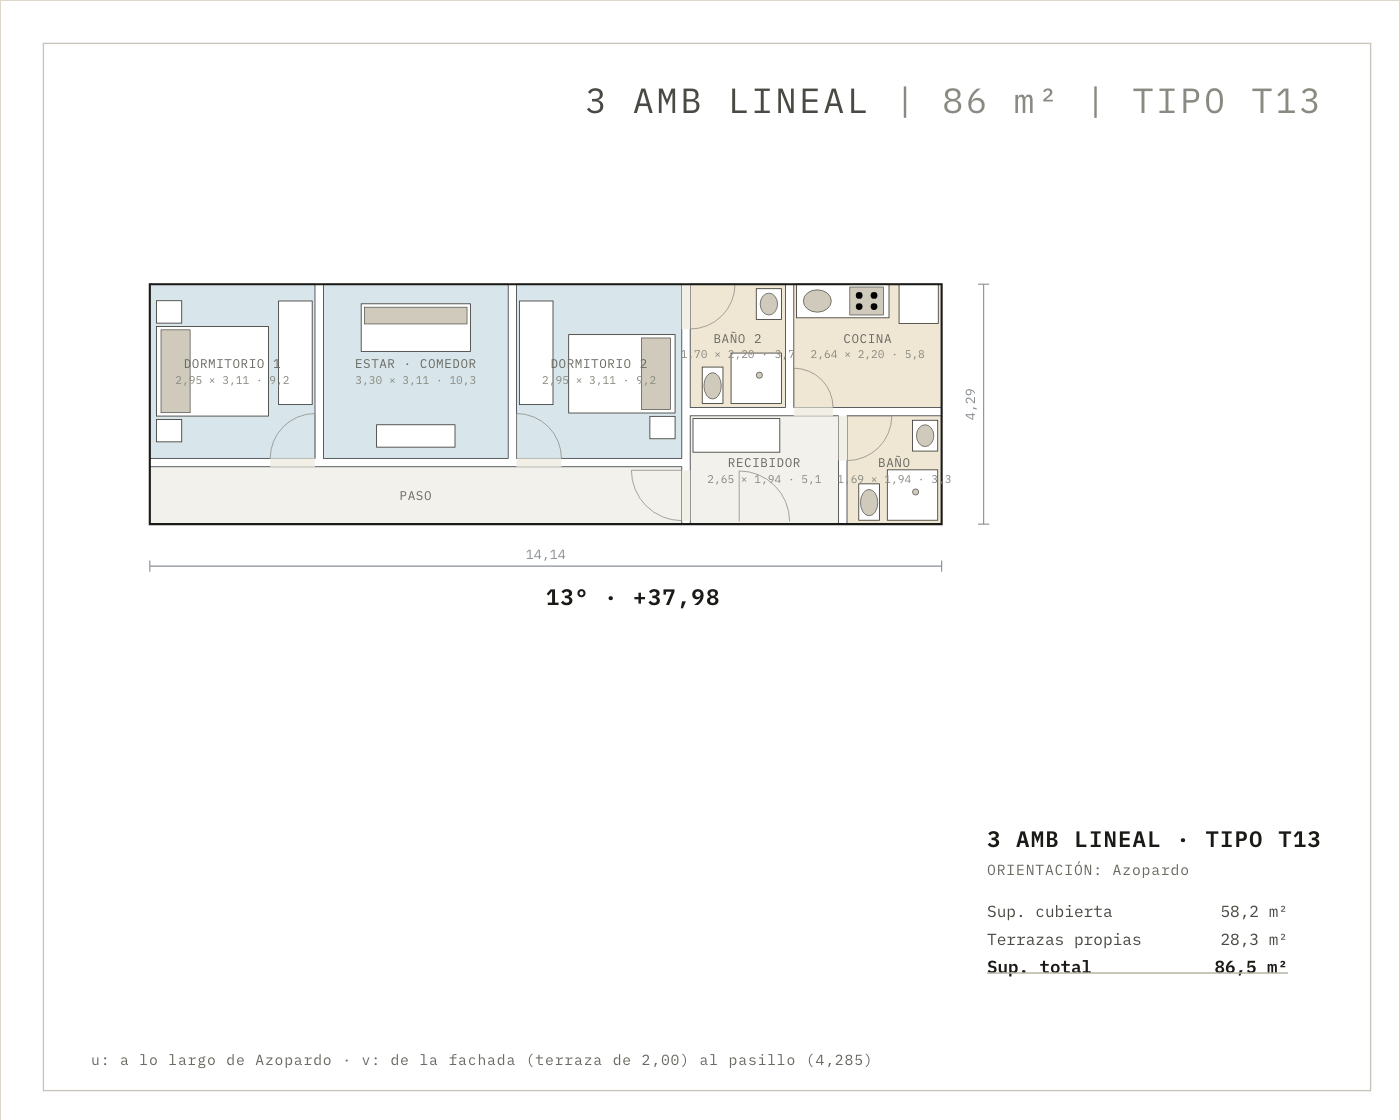 3 AMB LINEAL | 86 m² | TIPO T13
DORMITORIO 1
2,95 × 3,11 · 9,2
ESTAR · COMEDOR
3,30 × 3,11 · 10,3
DORMITORIO 2
2,95 × 3,11 · 9,2
BAÑO 2
1,70 × 2,20 · 3,7
COCINA
2,64 × 2,20 · 5,8
4,29
RECIBIDOR
2,65 × 1,94 · 5,1
BAÑO
1,69 × 1,94 · 3,3
PASO
14,14
13° · +37,98
3 AMB LINEAL · TIPO T13
ORIENTACIÓN: Azopardo
Sup. cubierta 58,2 m²
Terrazas propias 28,3 m²
Sup. total 86,5 m²
u: a lo largo de Azopardo · v: de la fachada (terraza de 2,00) al pasillo (4,285)